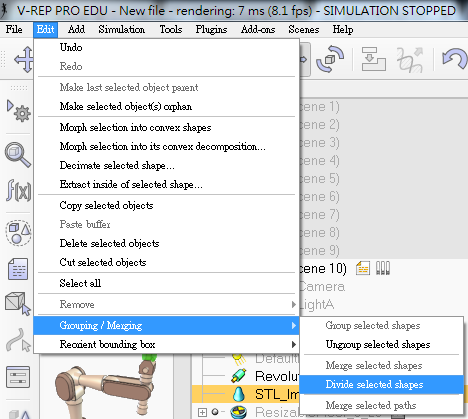 V-REP PRO EDU - New file - rendering: 7 ms (8.1 fps) - SIMULATION STOPPED
File Edit Add Simulation Tools Plugins Add-ons Scenes Help
Undo
Redo
Make last selected object parent
Make selected object(s) orphan
Morph selection into convex shapes
Morph selection into its convex decomposition...
Decimate selected shape...
Extract inside of selected shape...
Copy selected objects
Paste buffer
Delete selected objects
Cut selected objects
Select all
Remove
Grouping / Merging
Reorient bounding box
cene 1)
cene 2)
cene 3)
cene 4)
cene 5)
cene 6)
cene 7)
cene 8)
cene 9)
cene 10)
Camera
LightA
Group selected shapes
Ungroup selected shapes
Merge selected shapes
Divide selected shapes
Merge selected paths
Revolu
STL_Im
f(x)